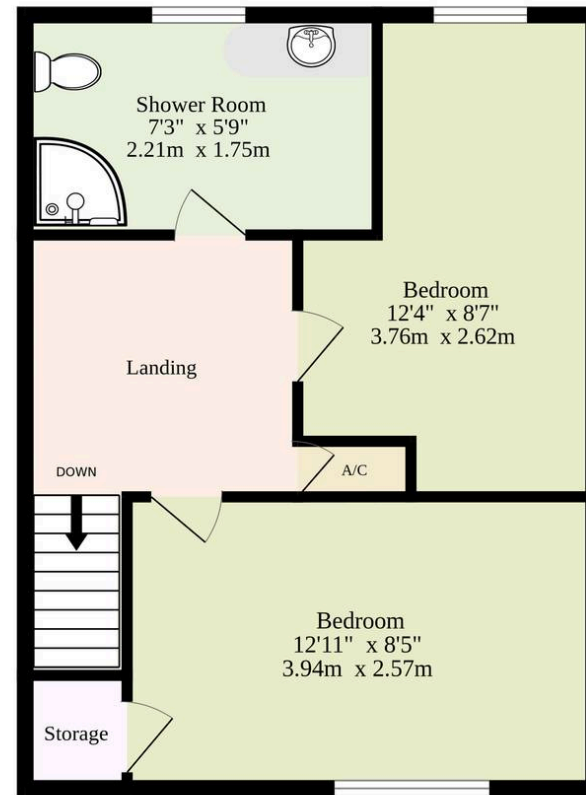 Shower Room
7'3" x 5'9"
2.21m x 1.75m
Bedroom
12'4" x 8'7"
3.76m x 2.62m
Landing
DOWN
A/C
Bedroom
12'11" x 8'5"
3.94m x 2.57m
Storage